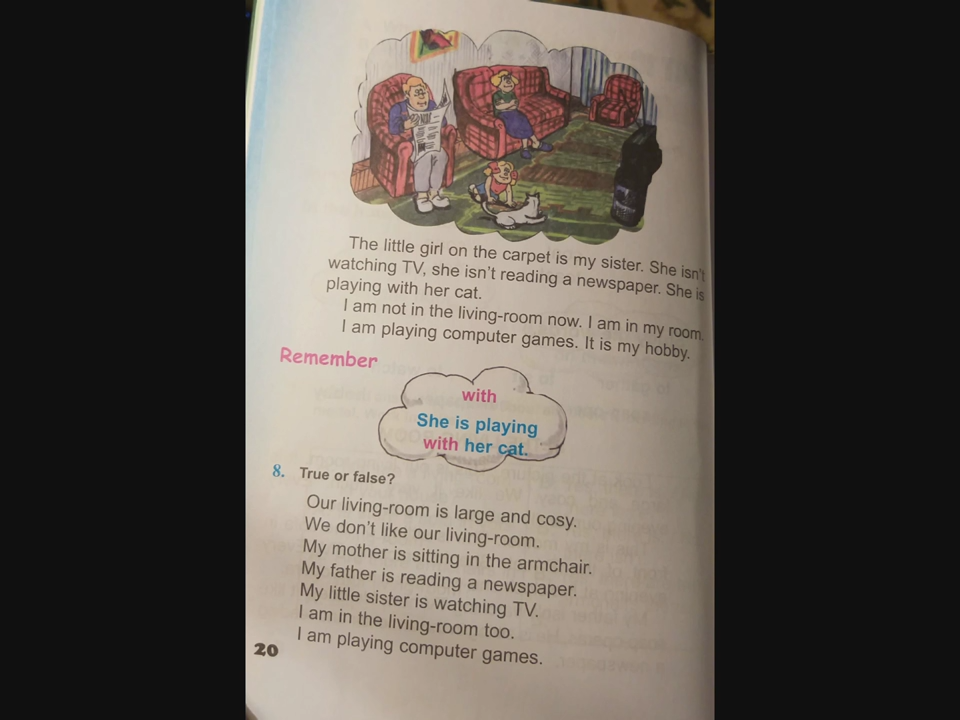 The little girl on the carpet is my sister. She isn't
watching TV, she isn't reading a newspaper. She is
playing with her cat.
I am not in the living-room now. I am in my room.
I am playing computer games. It is my hobby.
Remember
with
She is playing
with her cat.
8. True or false?
Our living-room is large and cosy.
We don't like our living-room.
My mother is sitting in the armchair.
My father is reading a newspaper.
My little sister is watching TV.
I am in the living-room too.
I am playing computer games.
20